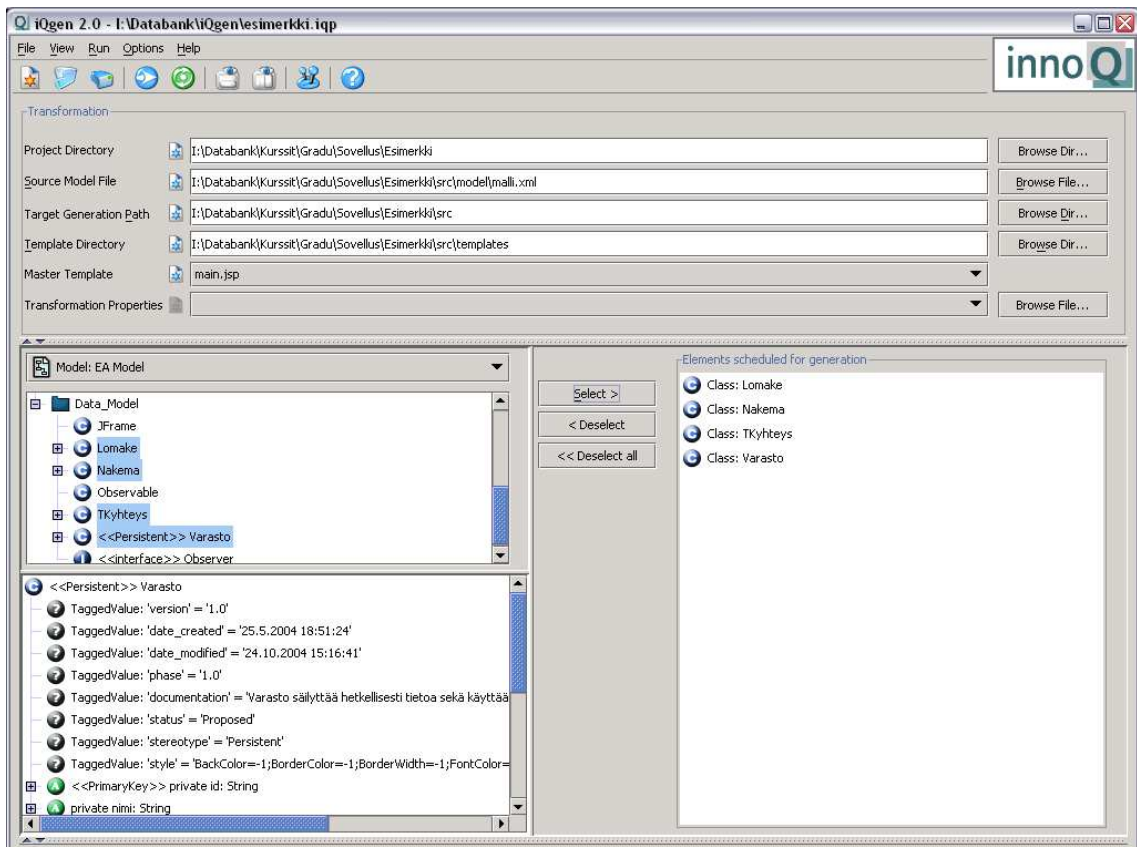 iQgen 2.0 - I:\Databank\iQgen\esimerkki.iqp
File View Run Options Help
innoQ
Transformation
Project Directory I:\Databank\Kurssit\Gradu\Sovellus\Esimerkki Browse Dir...
Source Model File I:\Databank\Kurssit\Gradu\Sovellus\Esimerkki\src\model\malli.xml Browse File...
Target Generation Path I:\Databank\Kurssit\Gradu\Sovellus\Esimerkki\src Browse Dir...
Template Directory I:\Databank\Kurssit\Gradu\Sovellus\Esimerkki\src\templates Browse Dir...
Master Template main.jsp
Transformation Properties Browse File...
Model: EA Model
Data_Model
JFrame
Lomake
Nakema
Observable
TKyhteys
<<Persistent>> Varasto
<<interface>> Observer
Select >
< Deselect
<< Deselect all
Elements scheduled for generation
Class: Lomake
Class: Nakema
Class: TKyhteys
Class: Varasto
<<Persistent>> Varasto
TaggedValue: 'version' = '1.0'
TaggedValue: 'date_created' = '25.5.2004 18:51:24'
TaggedValue: 'date_modified' = '24.10.2004 15:16:41'
TaggedValue: 'phase' = '1.0'
TaggedValue: 'documentation' = 'Varasto säilyttää hetkellisesti tietoa sekä käyttää
TaggedValue: 'status' = 'Proposed'
TaggedValue: 'stereotype' = 'Persistent'
TaggedValue: 'style' = 'BackColor=-1;BorderColor=-1;BorderWidth=-1;FontColor=
<<PrimaryKey>> private id: String
private nimi: String